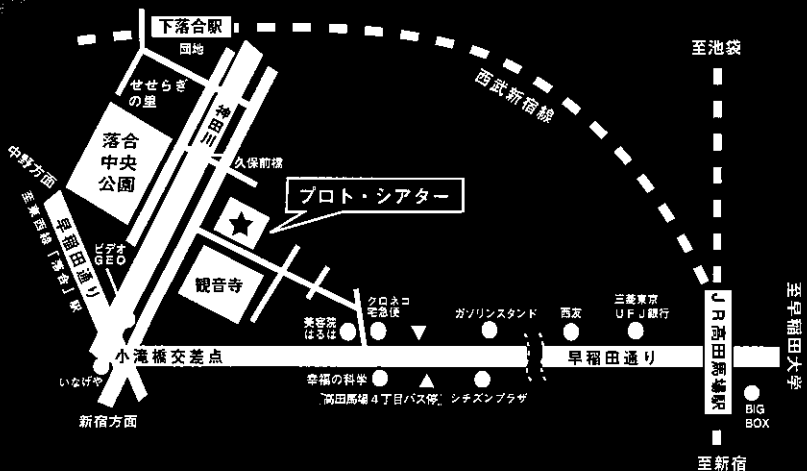 下落合駅
団地
西武新宿線
至池袋
せせらぎ
の里
神田川
落合
中央
公園
久保前橋
中野方面
プロト・シアター
至東西線「落合」駅
早稲田通り
ビデオ
GEO
観音寺
美容院
はるは
クロネコ
宅急便
ガソリンスタンド
西友
三菱東京
UFJ銀行
JR高田馬場駅
至早稲田大学
小滝橋交差点
早稲田通り
いなげや
幸福の科学
「高田馬場4丁目バス停」
シチズンプラザ
新宿方面
BIG
BOX
至新宿